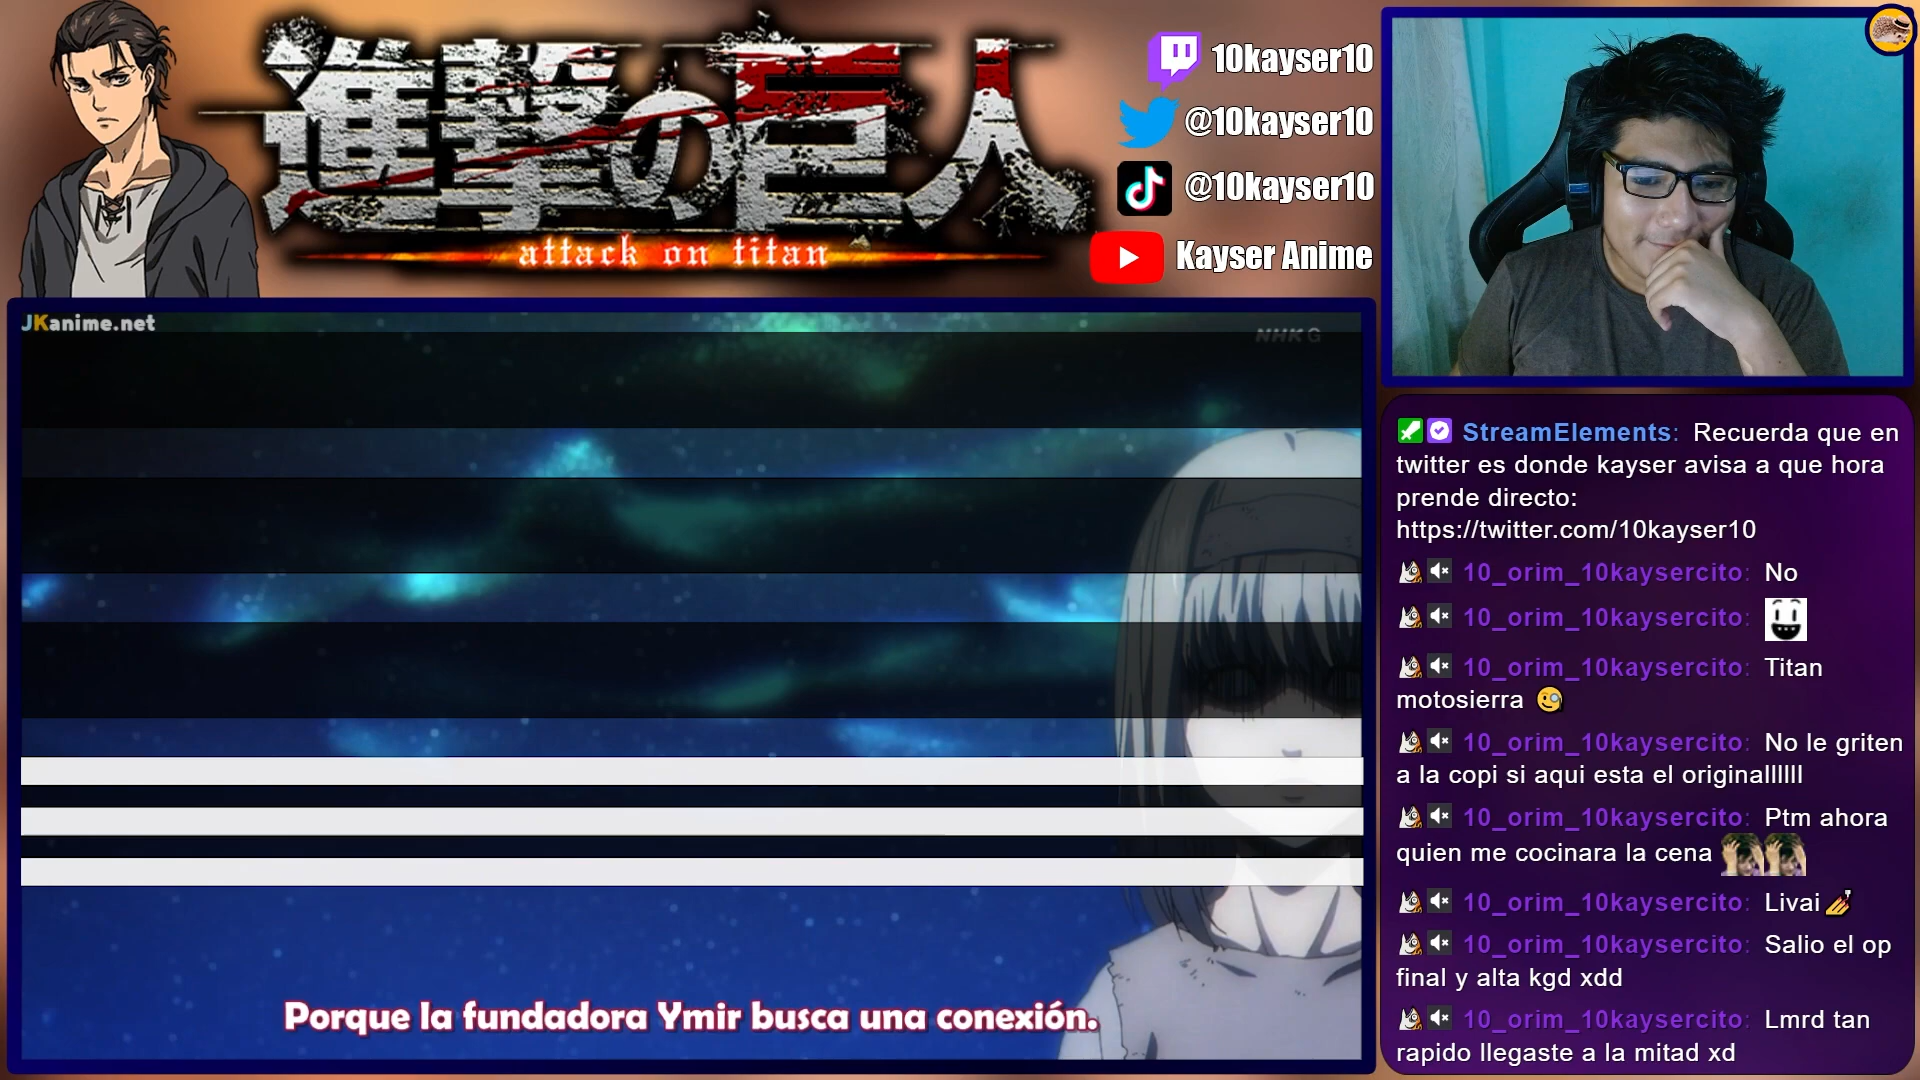 進撃の巨人
attack on titan
10kayser10
@10kayser10
@10kayser10
Kayser Anime
JKanime.net
NHK G
Porque la fundadora Ymir busca una conexión.
StreamElements: Recuerda que en
twitter es donde kayser avisa a que hora
prende directo:
https://twitter.com/10kayser10
10_orim_10kaysercito: No
10_orim_10kaysercito:
10_orim_10kaysercito: Titan
motosierra 🧐
10_orim_10kaysercito: No le griten
a la copi si aqui esta el originallllll
10_orim_10kaysercito: Ptm ahora
quien me cocinara la cena
10_orim_10kaysercito: Livai💅
10_orim_10kaysercito: Salio el op
final y alta kgd xdd
10_orim_10kaysercito: Lmrd tan
rapido llegaste a la mitad xd